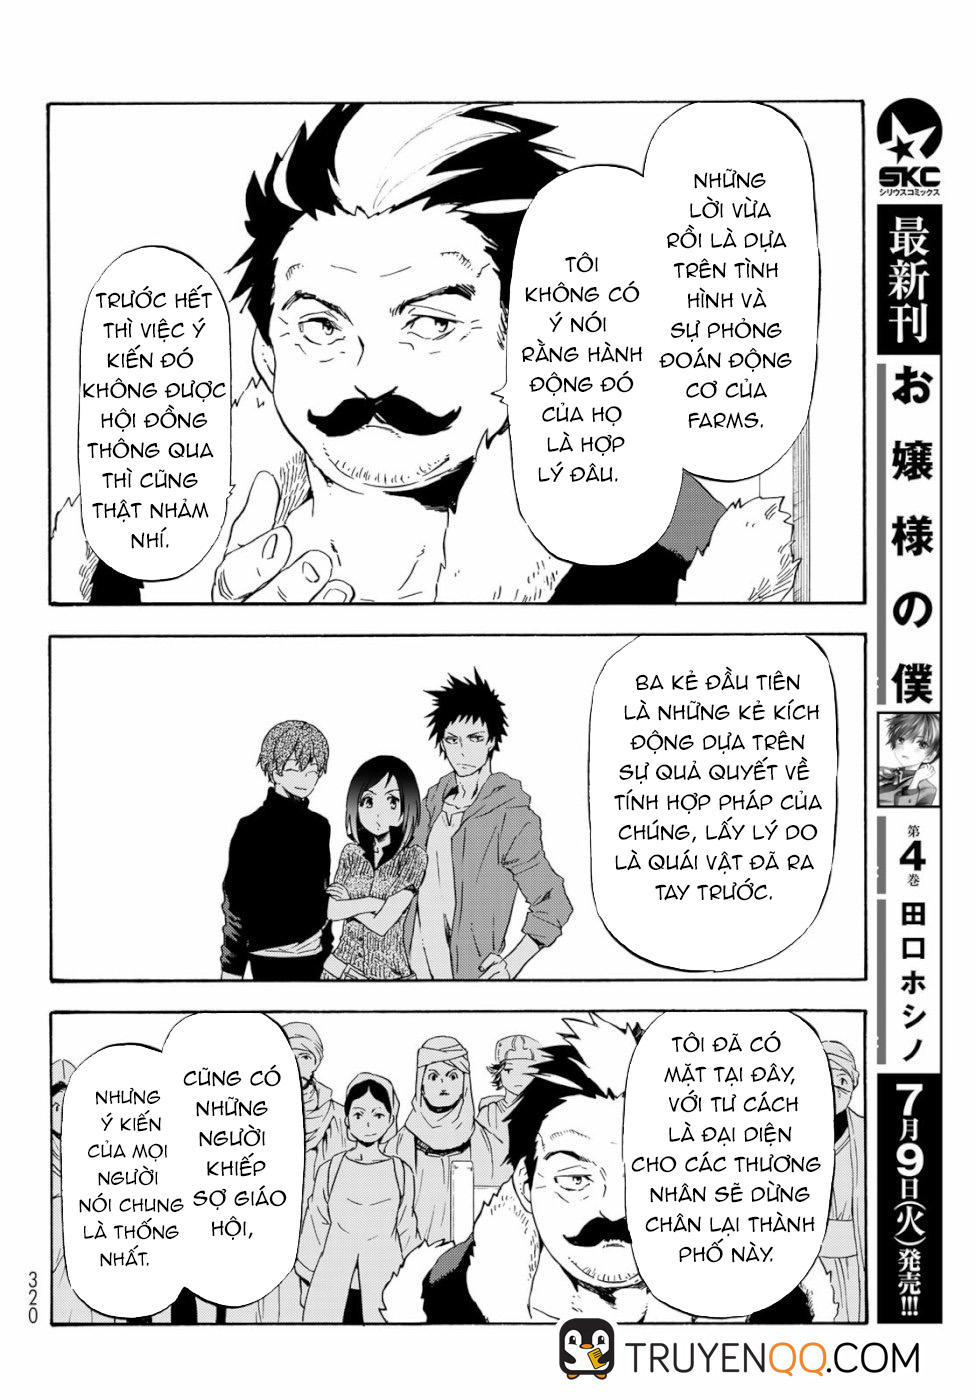 NHỮNG
LỜI VỪA
RỒI LÀ DỰA
TRÊN TÌNH
HÌNH VÀ
SỰ PHỎNG
ĐOÁN ĐỘNG
CƠ CỦA
FARMS.
TÔI
KHÔNG CÓ
Ý NÓI
RẰNG HÀNH
ĐỘNG ĐÓ
CỦA HỌ
LÀ HỢP
LÝ ĐÂU.
TRƯỚC HẾT
THÌ VIỆC Ý
KIẾN ĐÓ
KHÔNG ĐƯỢC
HỘI ĐỒNG
THÔNG QUA
THÌ CŨNG
THẬT NHẢM
NHÍ.
BA KẺ ĐẦU TIÊN
LÀ NHỮNG KẺ KÍCH
ĐỘNG DỰA TRÊN
SỰ QUẢ QUYẾT VỀ
TÍNH HỢP PHÁP CỦA
CHÚNG, LẤY LÝ DO
LÀ QUÁI VẬT ĐÃ RA
TAY TRƯỚC.
TÔI ĐÃ CÓ
MẶT TẠI ĐÂY,
VỚI TƯ CÁCH
LÀ ĐẠI DIỆN
CHO CÁC THƯƠNG
NHÂN SẼ DỪNG
CHÂN LẠI THÀNH
PHỐ NÀY.
CŨNG CÓ
NHỮNG
NGƯỜI
KHIẾP
SỢ GIÁO
HỘI,
NHƯNG
Ý KIẾN
CỦA MỌI
NGƯỜI
NÓI CHUNG
LÀ THỐNG
NHẤT.
SKC
シリウスコミックス
最新刊
お嬢様の僕
第4巻
田口ホシノ
7月9日(火)発売!!!
320
TRUYENQQ.COM